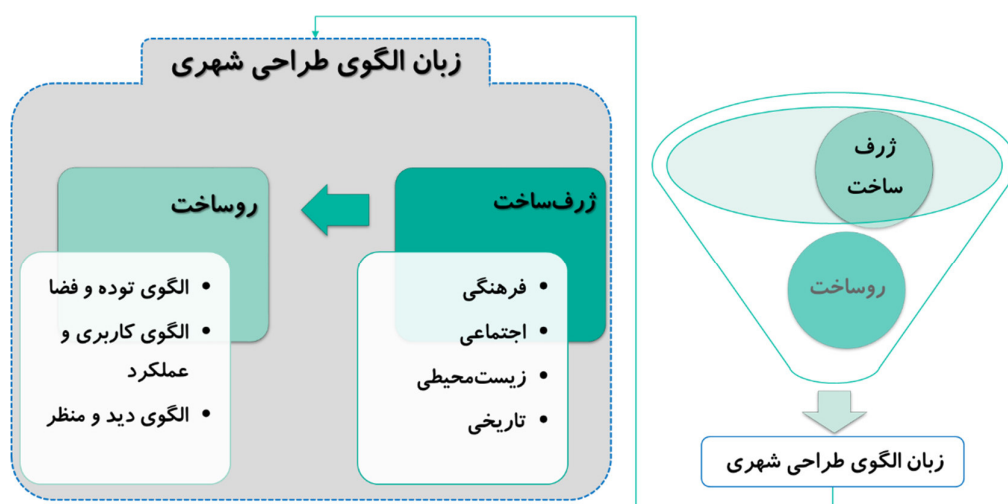 زبان الگوی طراحی شهری
ژرف‌ساخت
• فرهنگی
• اجتماعی
• زیست‌محیطی
• تاریخی
روساخت
• الگوی توده و فضا
• الگوی کاربری و
عملکرد
• الگوی دید و منظر
ژرف
ساخت
روساخت
زبان الگوی طراحی شهری